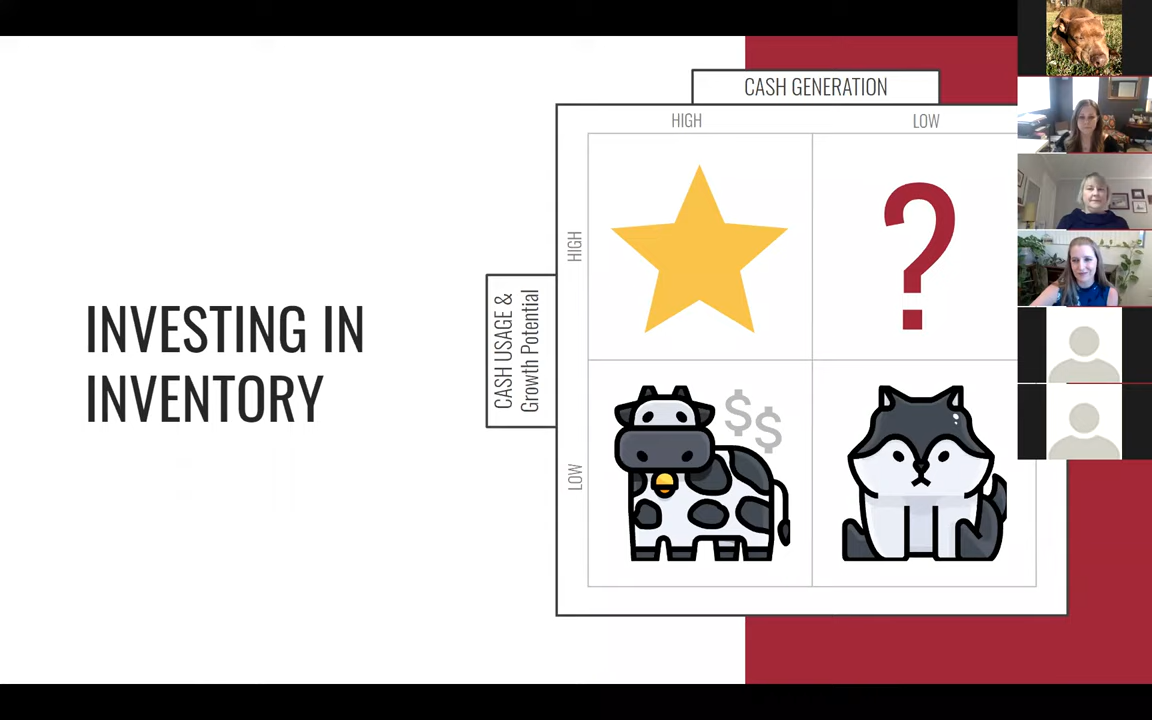 CASH GENERATION
HIGH
LOW
?
HIGH
INVESTING IN
INVENTORY
CASH USAGE &
Growth Potential
$$
LOW